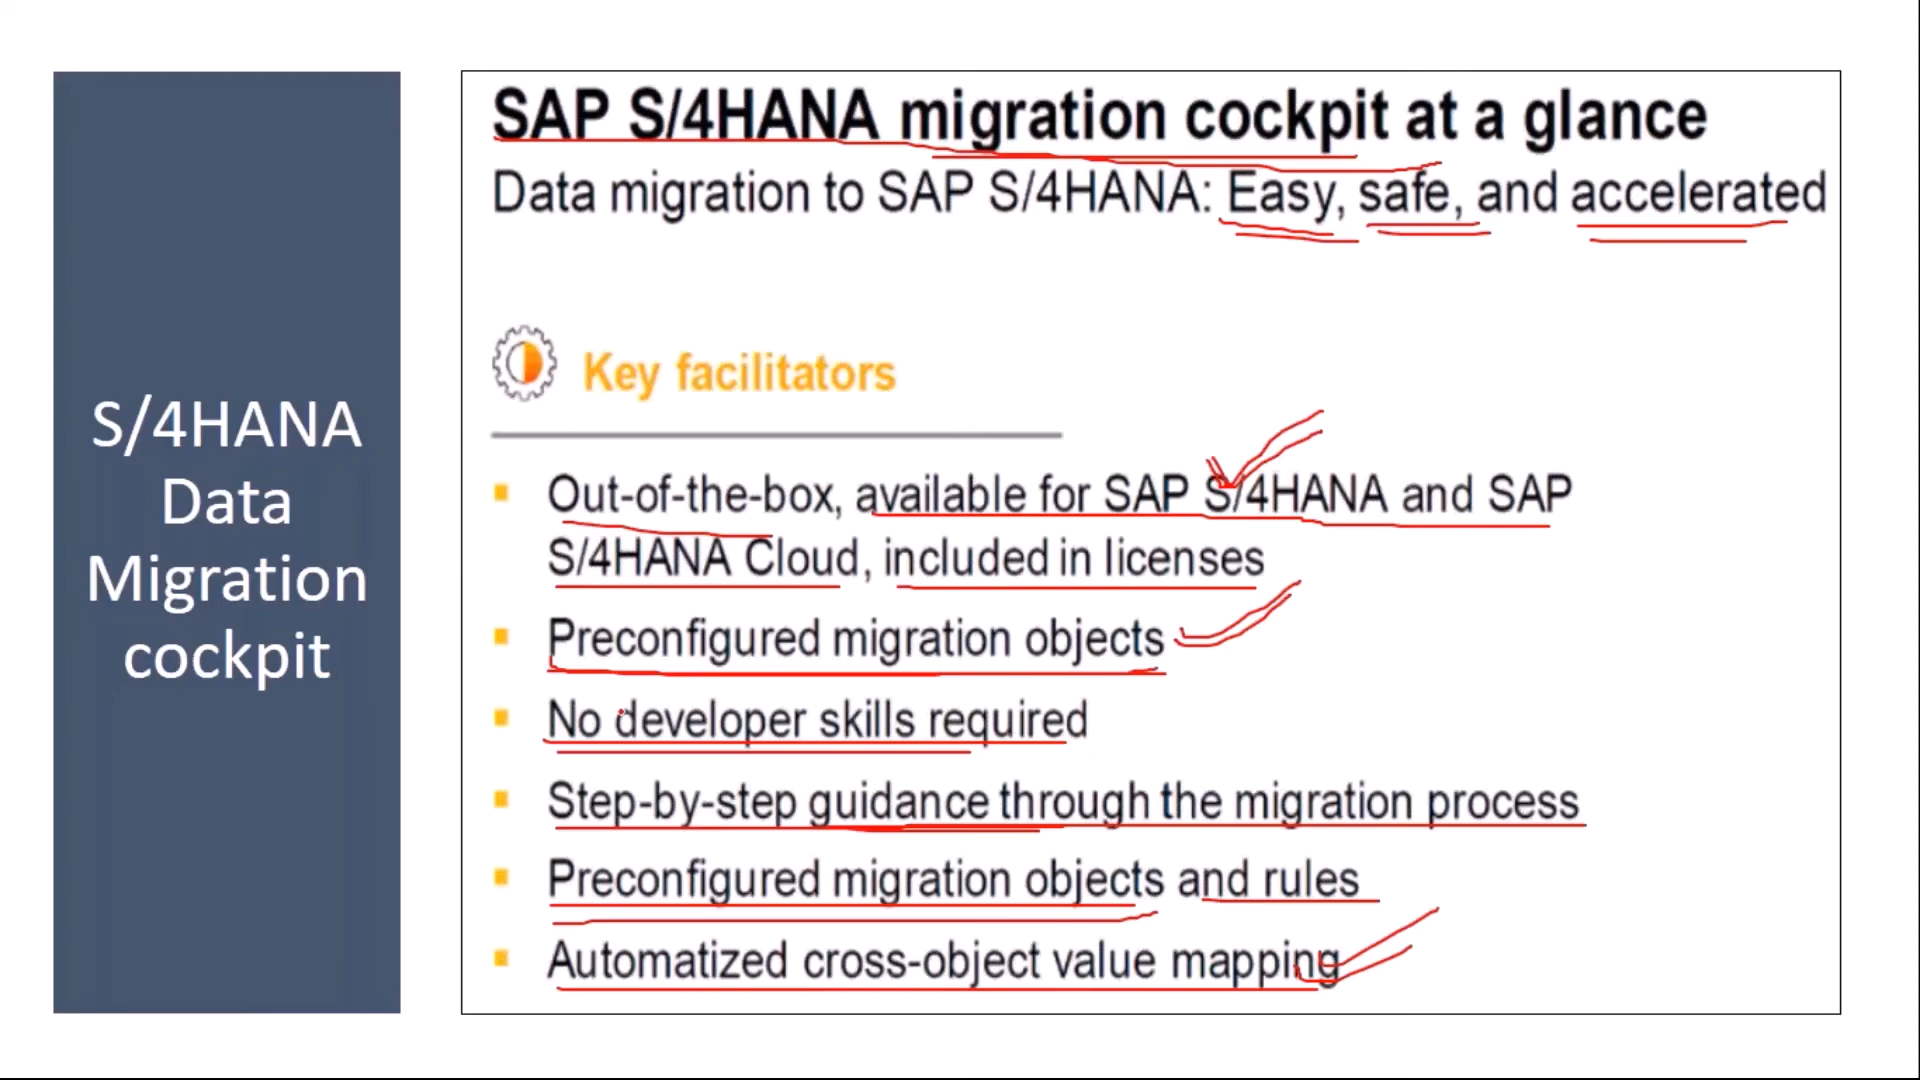 S/4HANA
Data
Migration
cockpit
SAP S/4HANA migration cockpit at a glance
Data migration to SAP S/4HANA: Easy, safe, and accelerated
Key facilitators
Out-of-the-box, available for SAP S/4HANA and SAP
S/4HANA Cloud, included in licenses
Preconfigured migration objects
No developer skills required
Step-by-step guidance through the migration process
Preconfigured migration objects and rules
Automatized cross-object value mapping